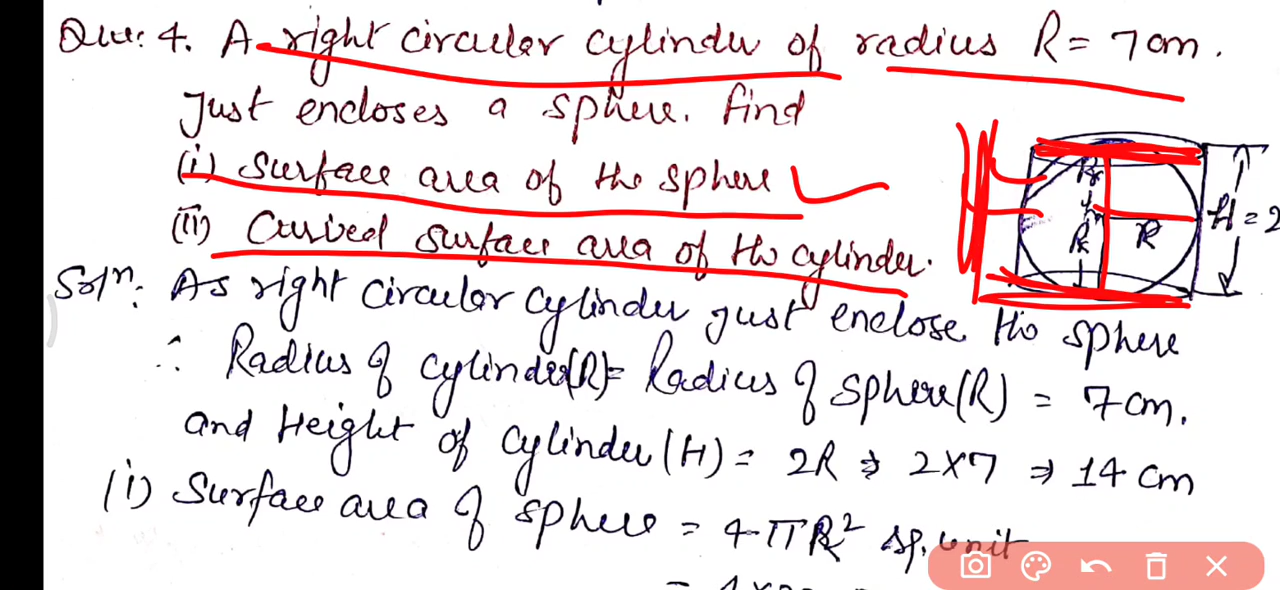 Que: 4. A right circular cylinder of radius R = 7cm.
Just encloses a sphere. find
(i) Surface area of the sphere
(ii) Curved surface area of the cylinder.
R
R
R
H = 2
Solⁿ: As right circular cylinder just enclose the sphere
∴ Radius of cylinder(R) = Radius of sphere(R) = 7cm.
and Height of cylinder (H) = 2R ⇒ 2×7 ⇒ 14 cm
(i) Surface area of sphere = 4πR² sq. unit